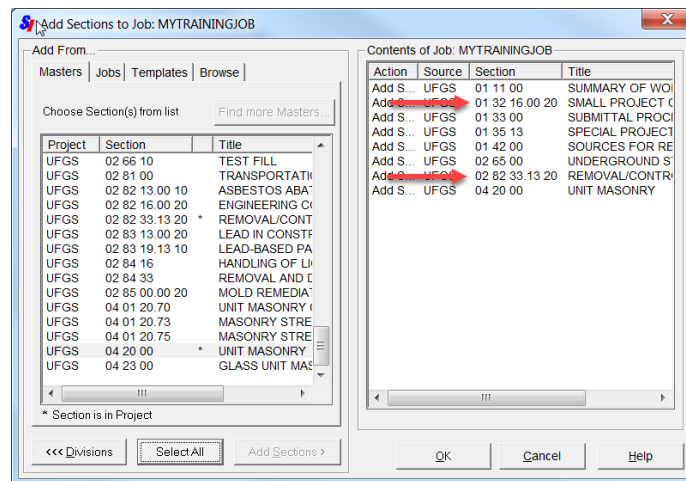 Add Sections to Job: MYTRAININGJOB
Add From...
Masters Jobs Templates Browse
Choose Section(s) from list Find more Masters...
Project Section Title
UFGS 02 66 10 TEST FILL
UFGS 02 81 00 TRANSPORTATI
UFGS 02 82 13.00 10 ASBESTOS ABA
UFGS 02 82 16.00 20 ENGINEERING C
UFGS 02 82 33.13 20 * REMOVAL/CONT
UFGS 02 83 13.00 20 LEAD IN CONST
UFGS 02 83 19.13 10 LEAD-BASED PA
UFGS 02 84 16 HANDLING OF LI
UFGS 02 84 33 REMOVAL AND D
UFGS 02 85 00.00 20 MOLD REMEDIAT
UFGS 04 01 20.70 UNIT MASONRY
UFGS 04 01 20.73 MASONRY STRE
UFGS 04 01 20.75 MASONRY STRE
UFGS 04 20 00 * UNIT MASONRY
UFGS 04 23 00 GLASS UNIT MAS
* Section is in Project
<<< Divisions Select All Add Sections >
Contents of Job: MYTRAININGJOB
Action Source Section Title
Add S... UFGS 01 11 00 SUMMARY OF WO
Add S... UFGS 01 32 16.00 20 SMALL PROJECT C
Add S... UFGS 01 33 00 SUBMITTAL PROC
Add S... UFGS 01 35 13 SPECIAL PROJECT
Add S... UFGS 01 42 00 SOURCES FOR RE
Add S... UFGS 02 65 00 UNDERGROUND S
Add S... UFGS 02 82 33.13 20 REMOVAL/CONTR
Add S... UFGS 04 20 00 UNIT MASONRY
OK Cancel Help